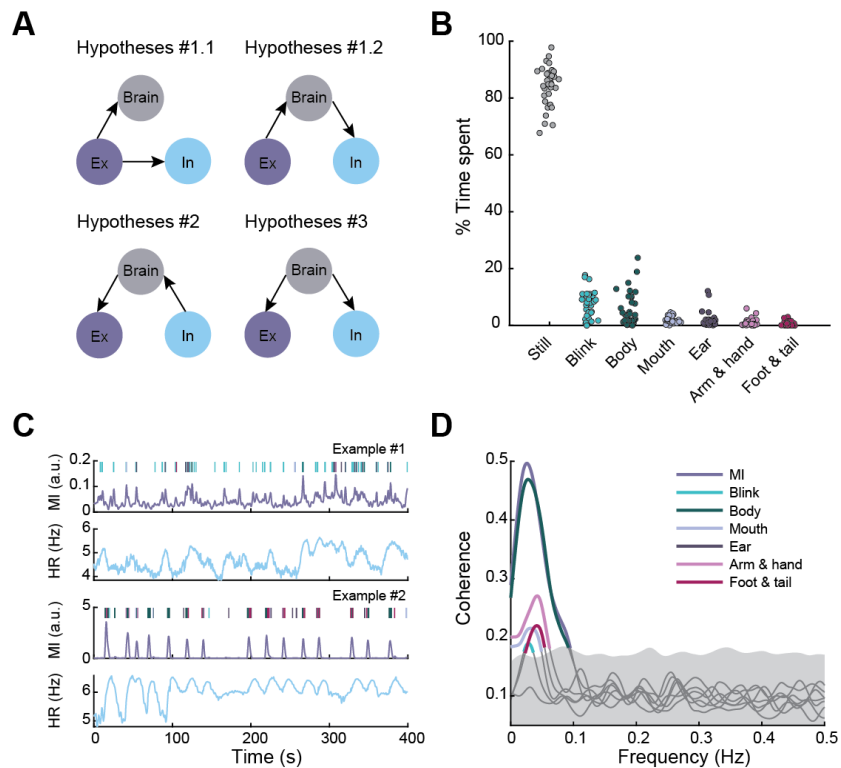 A
Hypotheses #1.1
Hypotheses #1.2
Brain
Ex
In
Brain
Ex
In
Hypotheses #2
Hypotheses #3
Brain
Ex
In
Brain
Ex
In
B
% Time spent
100
80
60
40
20
0
Still
Blink
Body
Mouth
Ear
Arm & hand
Foot & tail
C
Example #1
MI (a.u.)
0.2
0.1
0
HR (Hz)
6
5
4
Example #2
MI (a.u.)
5
0
HR (Hz)
6
5
0
100
200
300
400
Time (s)
D
Coherence
0.5
0.4
0.3
0.2
0.1
MI
Blink
Body
Mouth
Ear
Arm & hand
Foot & tail
0
0.1
0.2
0.3
0.4
0.5
Frequency (Hz)